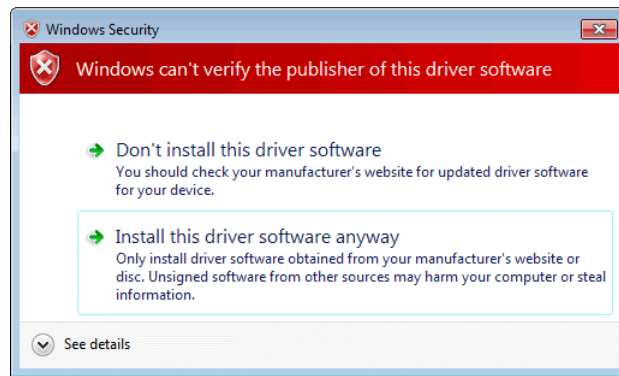 Windows Security
Windows can't verify the publisher of this driver software
Don't install this driver software
You should check your manufacturer's website for updated driver software
for your device.
Install this driver software anyway
Only install driver software obtained from your manufacturer's website or
disc. Unsigned software from other sources may harm your computer or steal
information.
See details